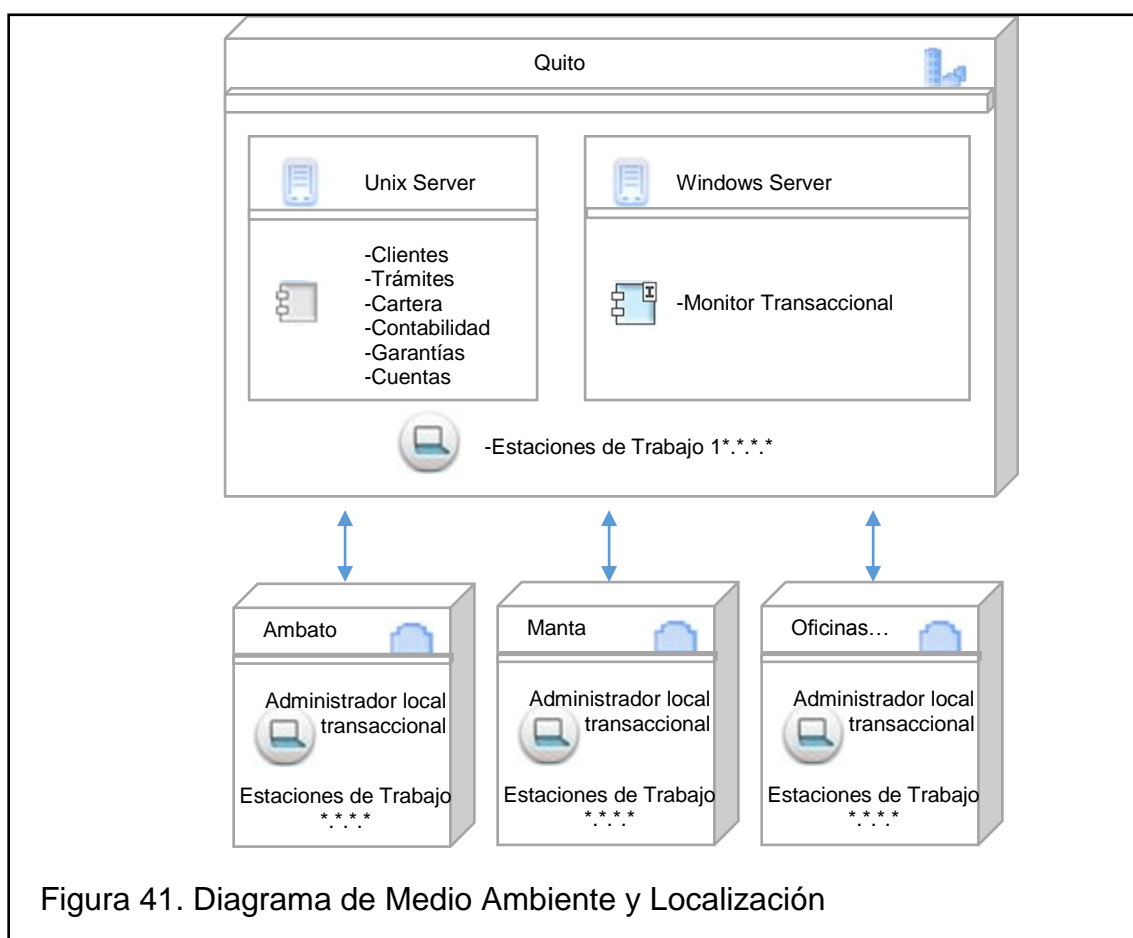 Quito
Unix Server
-Clientes
-Trámites
-Cartera
-Contabilidad
-Garantías
-Cuentas
Windows Server
-Monitor Transaccional
-Estaciones de Trabajo 1*.*.*.*
Ambato
Administrador local
transaccional
Estaciones de Trabajo
*.*.*.*
Manta
Administrador local
transaccional
Estaciones de Trabajo
*.*.*.*
Oficinas…
Administrador local
transaccional
Estaciones de Trabajo
*.*.*.*
Figura 41. Diagrama de Medio Ambiente y Localización